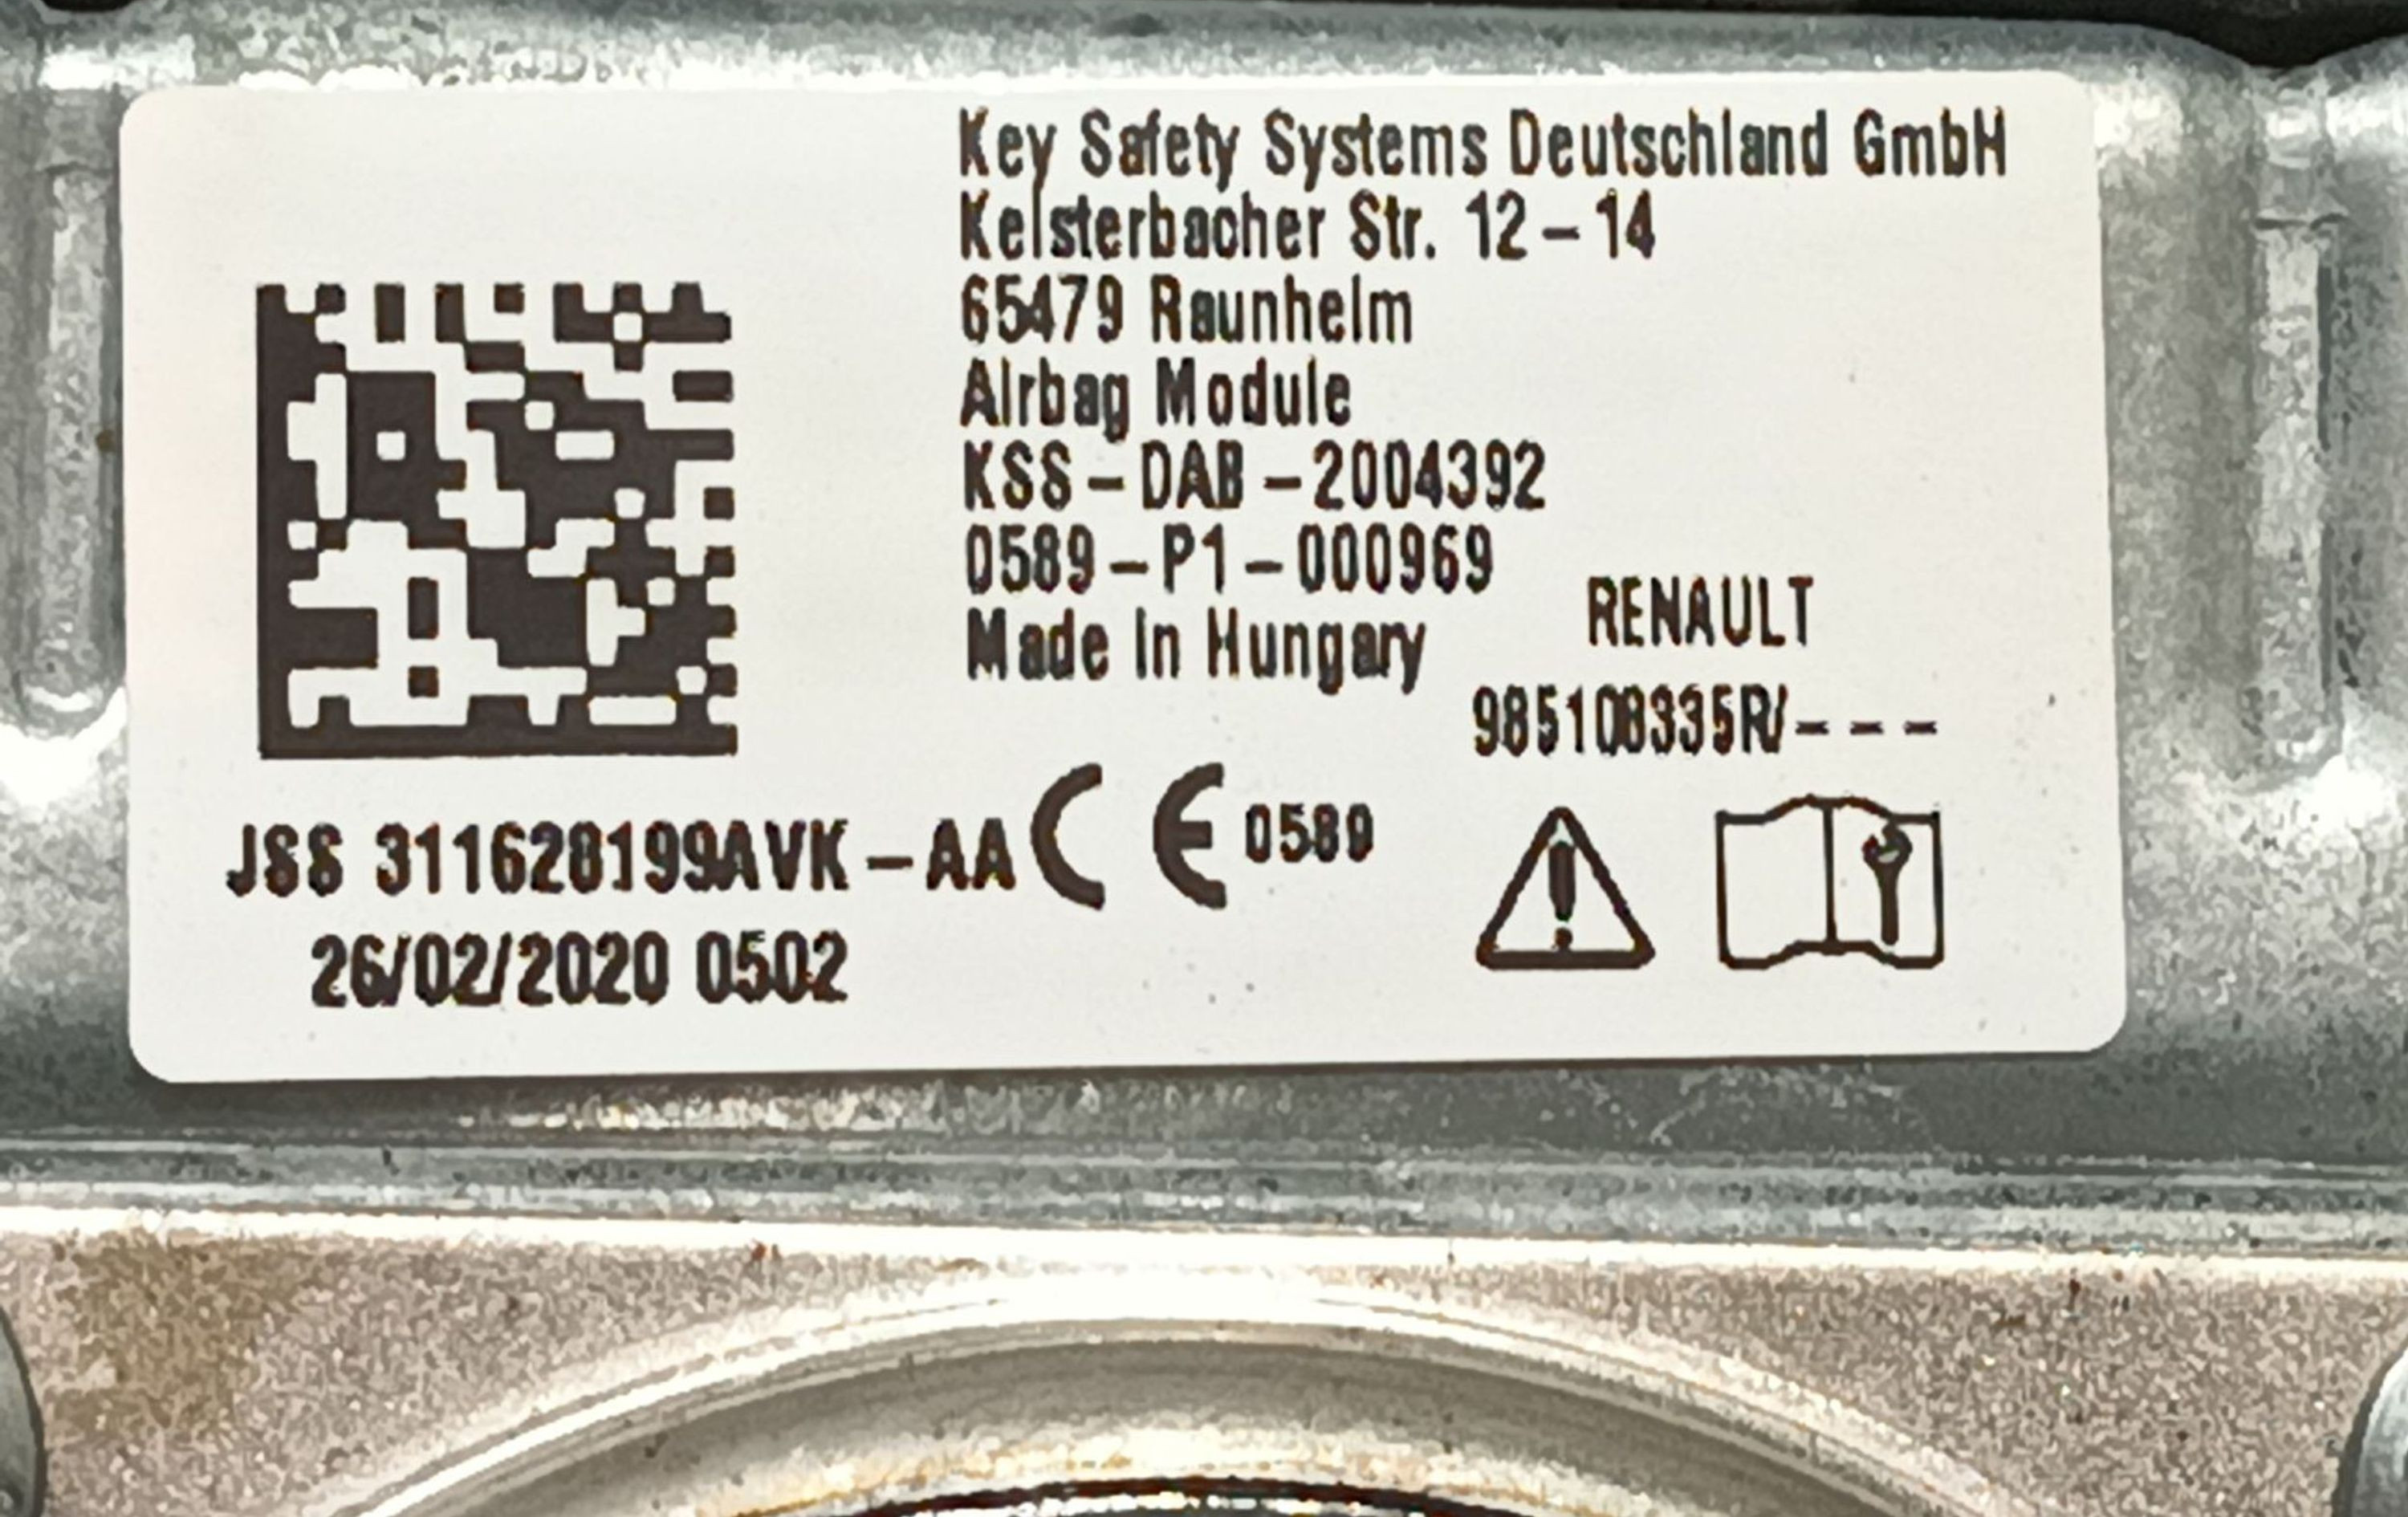 Key Safety Systems Deutschland GmbH
Kelsterbacher Str. 12-14
65479 Raunheim
Airbag Module
KSS-DAB-2004392
0589-P1-000969
Made in Hungary
RENAULT
985108335R/---
JSS 311628199AVK-AA
CE 0589
26/02/2020 0502